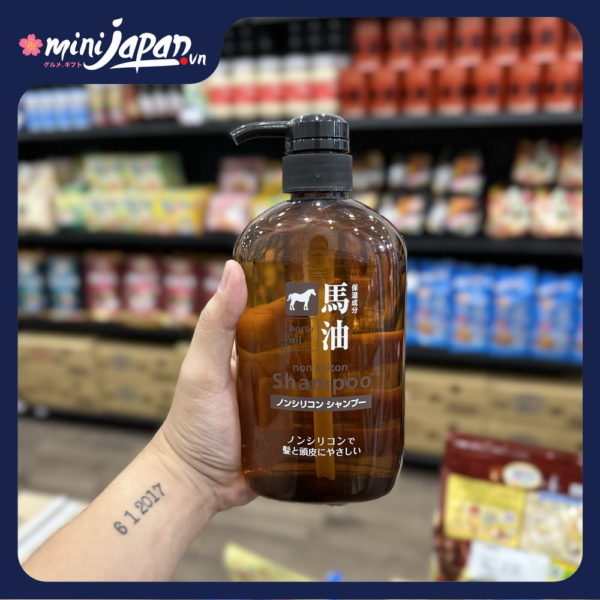 miniJAPAN.vn
グルメ.ギフト
保湿成分
馬油
horse
oil
non silicon
Shampoo
ノンシリコン シャンプー
ノンシリコンで
髪と頭皮にやさしい
6 1 2017